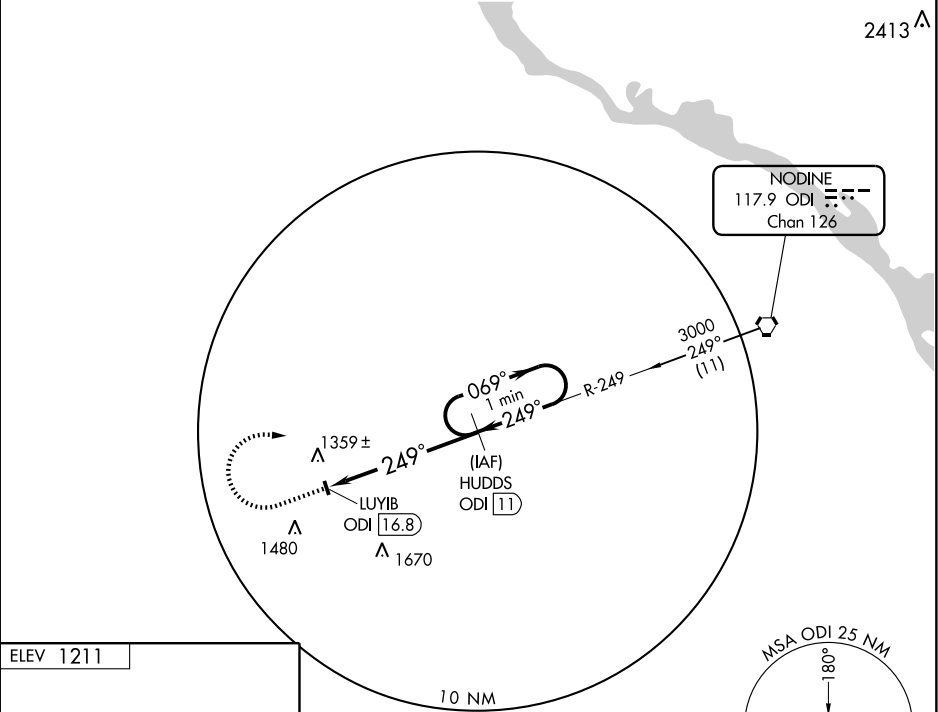 2413
NODINE
117.9 ODI
Chan 126
3000
249°
(11)
R-249
069°
1 min
249°
249°
1359±
(IAF)
HUDDS
ODI 11
LUYIB
ODI 16.8
1480
1670
ELEV 1211
10 NM
MSA ODI 25 NM
180°